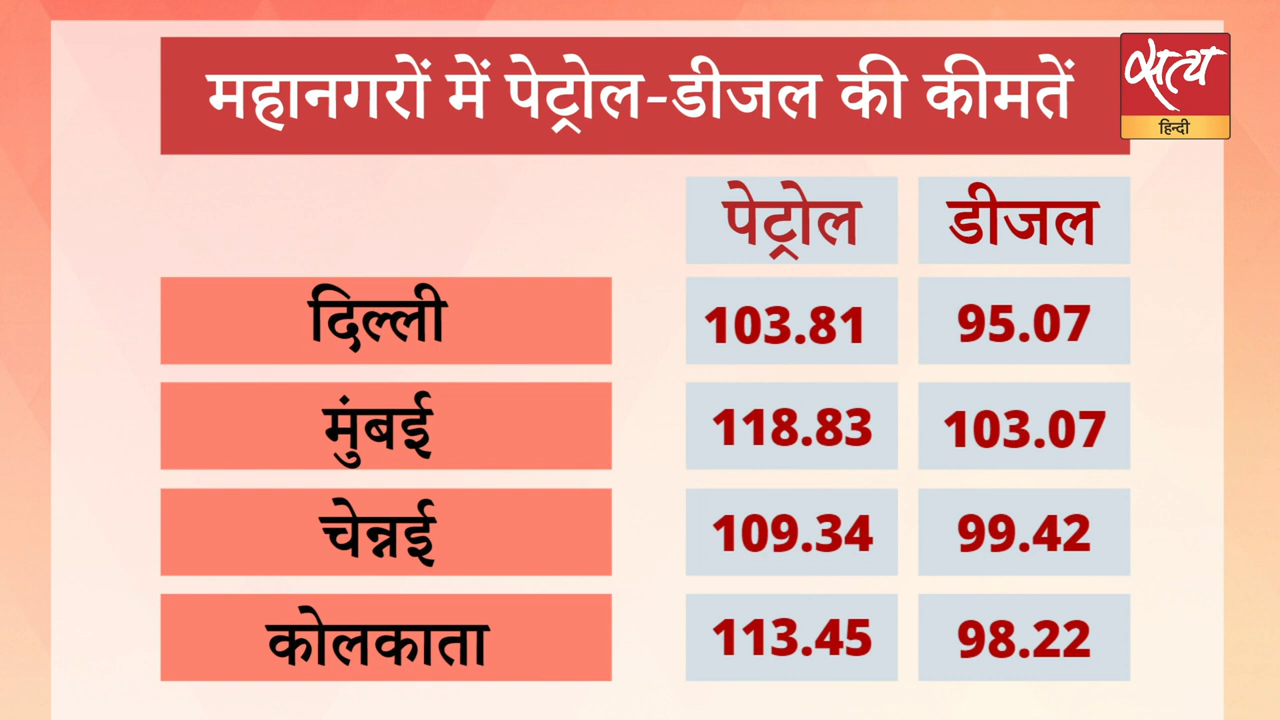 महानगरों में पेट्रोल-डीजल की कीमतें
सत्य
हिन्दी
पेट्रोल डीजल
दिल्ली 103.81 95.07
मुंबई 118.83 103.07
चेन्नई 109.34 99.42
कोलकाता 113.45 98.22